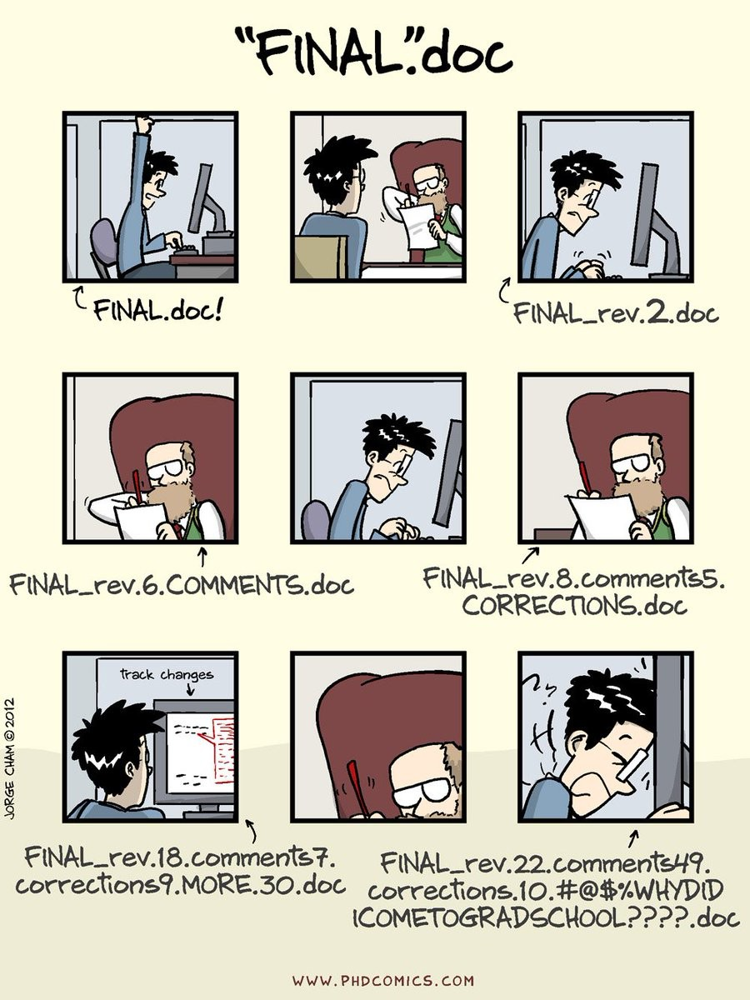 “FINAL”.doc
FINAL.doc!
FINAL_rev.2.doc
FINAL_rev.6.COMMENTS.doc
FINAL_rev.8.comments5.
CORRECTIONS.doc
track changes
FINAL_rev.18.comments7.
corrections9.MORE.30.doc
FINAL_rev.22.comments49.
corrections.10.#@$%WHYDID
ICOMETOGRADSCHOOL????.doc
JORGE CHAM © 2012
WWW.PHDCOMICS.COM